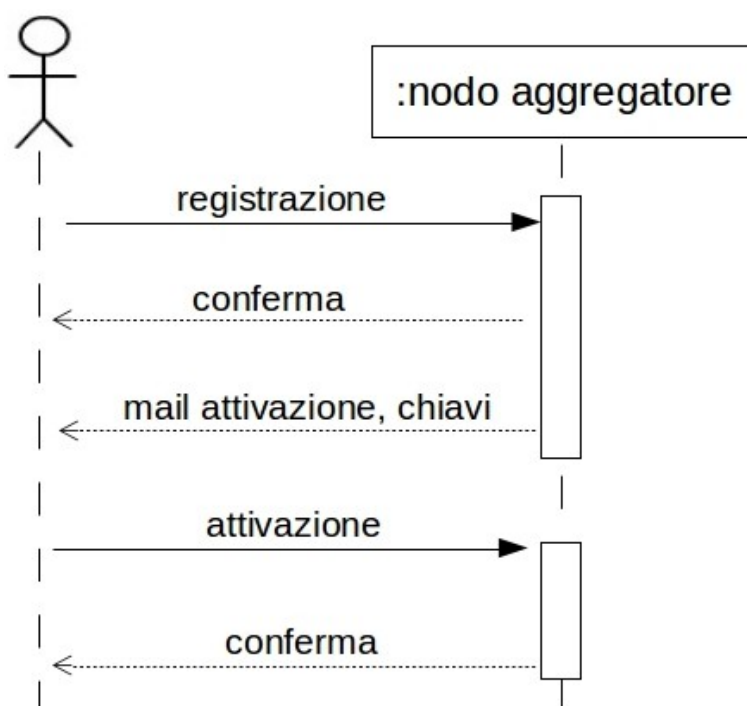 :nodo aggregatore
registrazione
conferma
mail attivazione, chiavi
attivazione
conferma